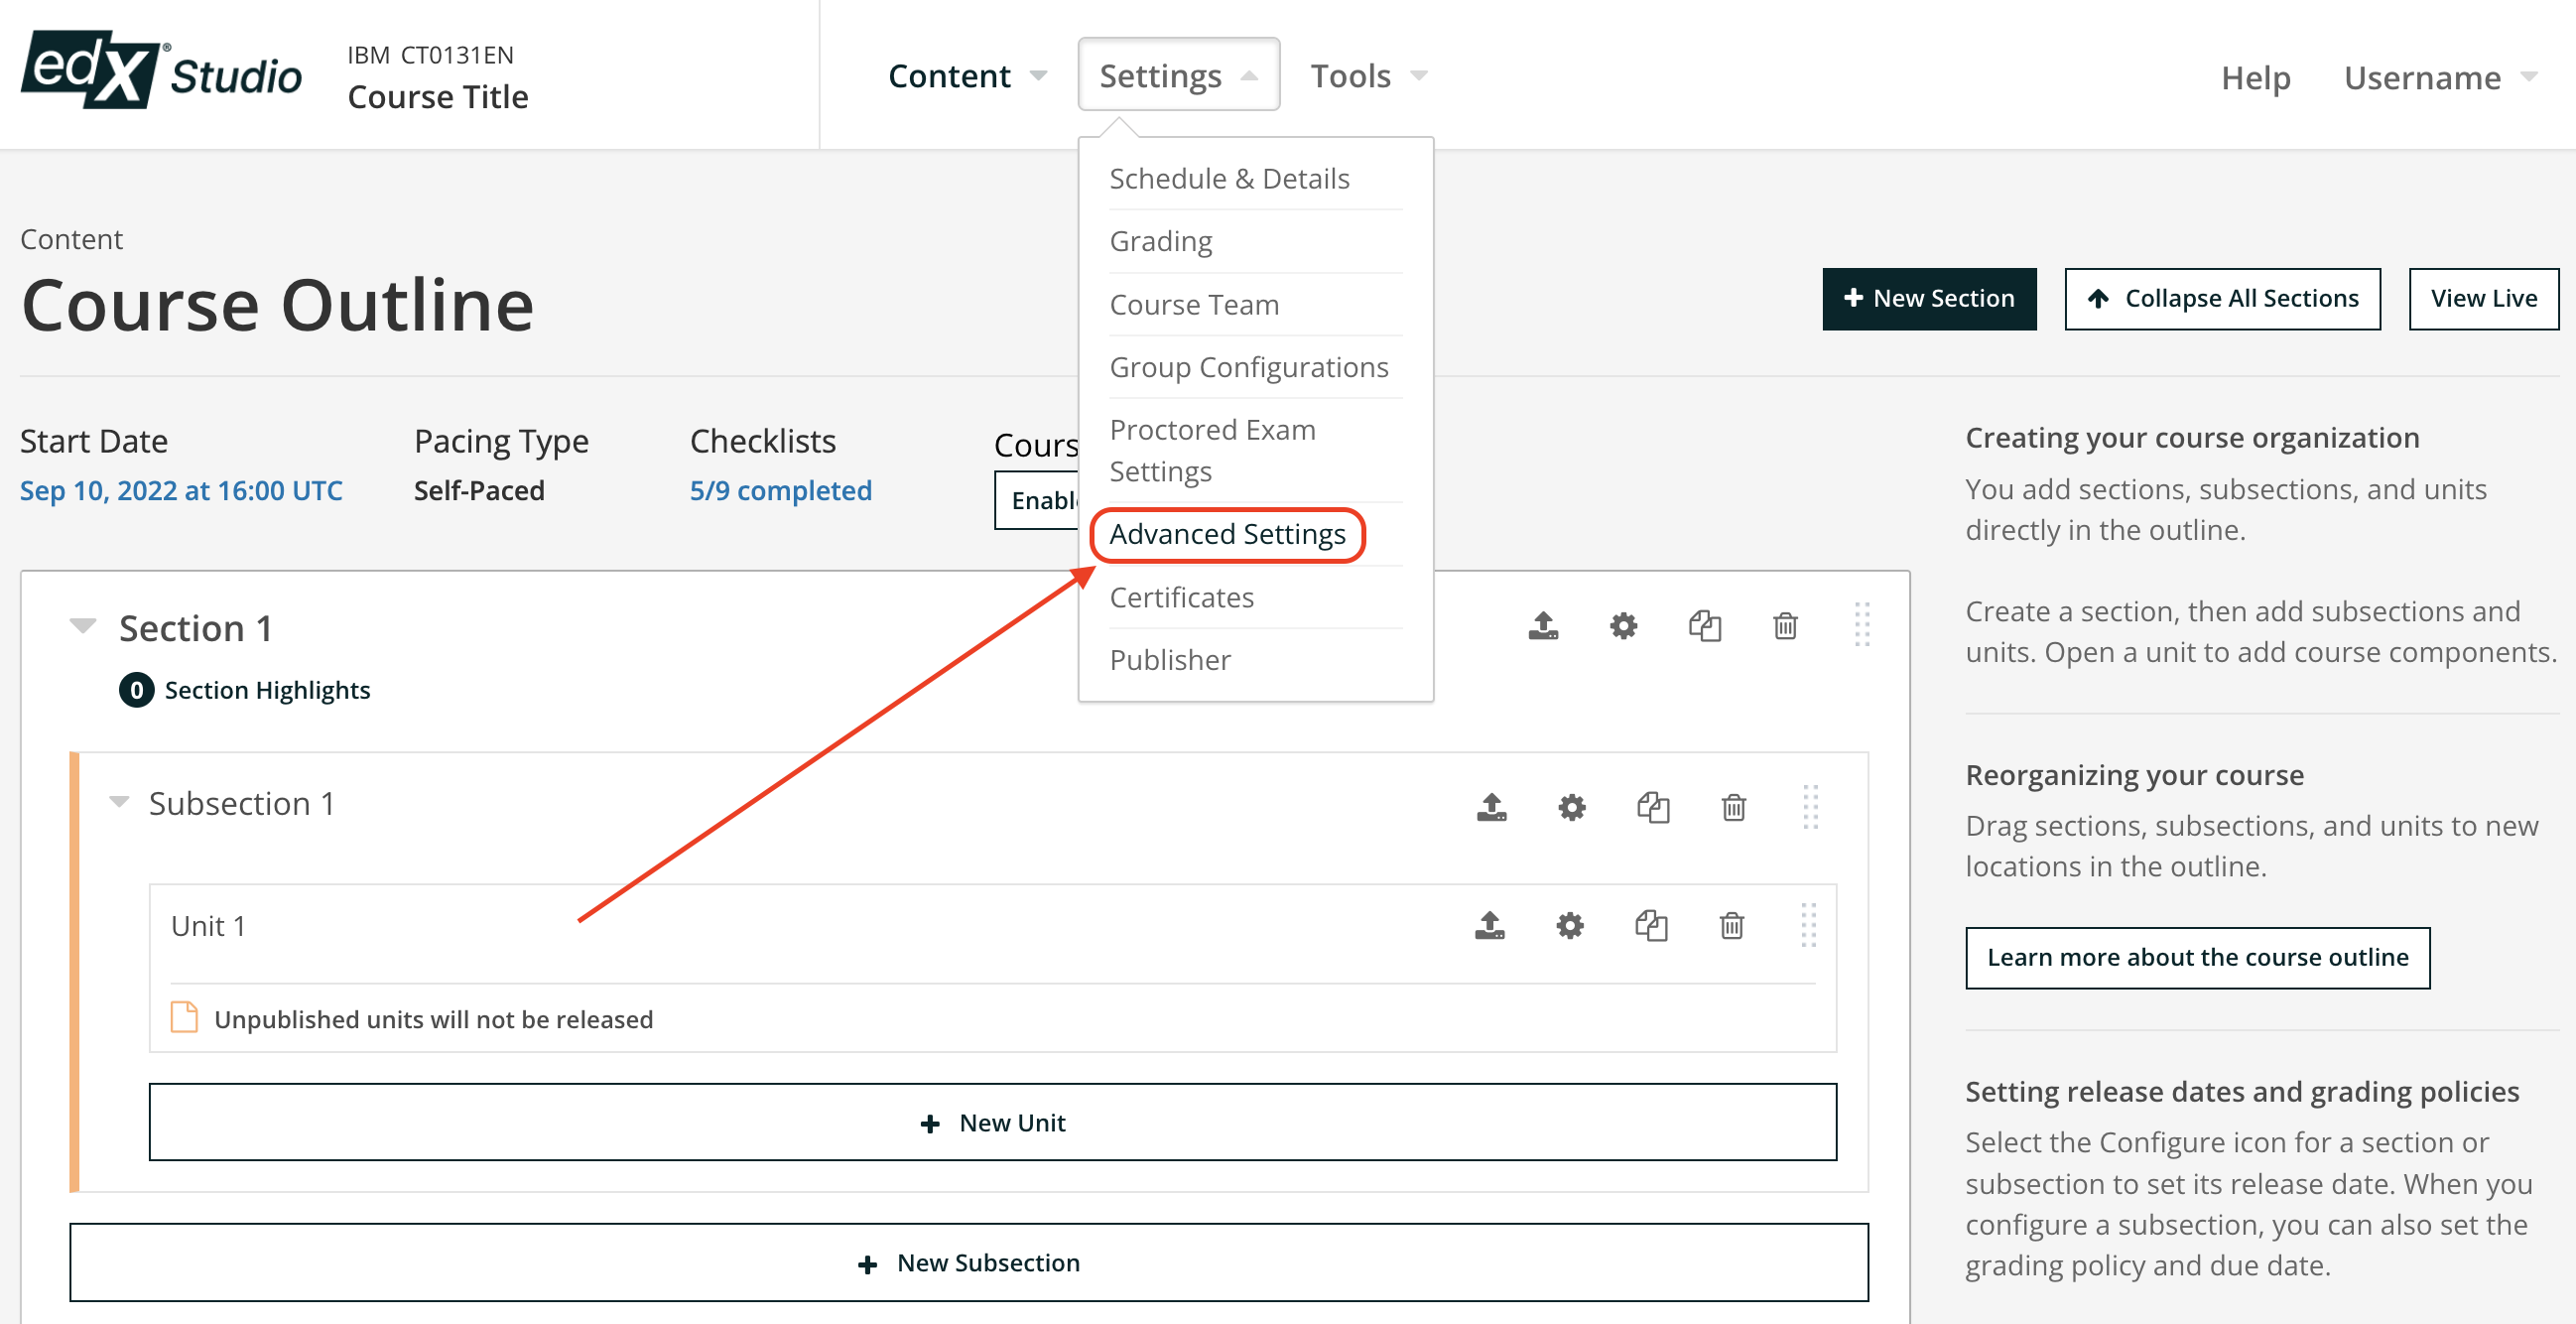 edX® Studio
IBM CT0131EN
Course Title
Content
Settings
Tools
Help
Username
Schedule & Details
Grading
Course Team
Group Configurations
Proctored Exam
Settings
Advanced Settings
Certificates
Publisher
Content
Course Outline
+ New Section
Collapse All Sections
View Live
Start Date
Sep 10, 2022 at 16:00 UTC
Pacing Type
Self-Paced
Checklists
5/9 completed
Cours
Enabl
Section 1
0 Section Highlights
Subsection 1
Unit 1
Unpublished units will not be released
+ New Unit
+ New Subsection
Creating your course organization
You add sections, subsections, and units
directly in the outline.
Create a section, then add subsections and
units. Open a unit to add course components.
Reorganizing your course
Drag sections, subsections, and units to new
locations in the outline.
Learn more about the course outline
Setting release dates and grading policies
Select the Configure icon for a section or
subsection to set its release date. When you
configure a subsection, you can also set the
grading policy and due date.